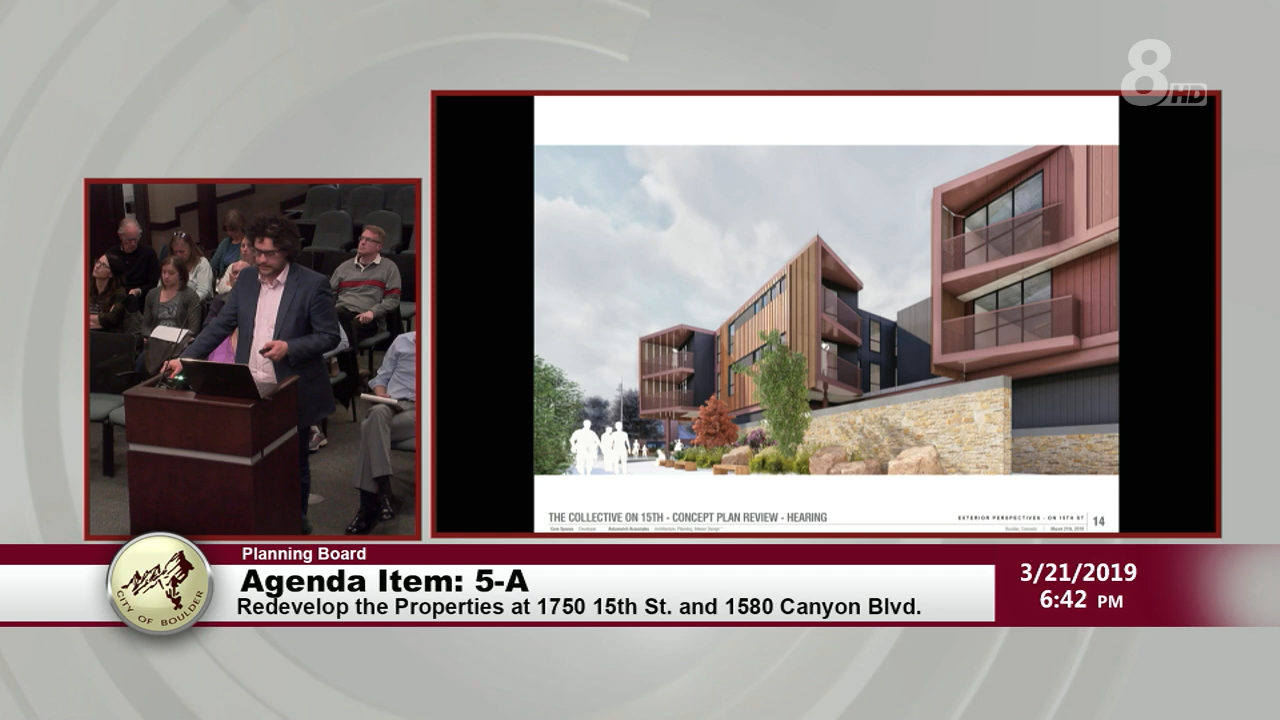 8HD
THE COLLECTIVE ON 15TH - CONCEPT PLAN REVIEW - HEARING
EXTERIOR PERSPECTIVES - ON 15TH ST
14
Planning Board
Agenda Item: 5-A
Redevelop the Properties at 1750 15th St. and 1580 Canyon Blvd.
3/21/2019
6:42 PM
CITY OF BOULDER